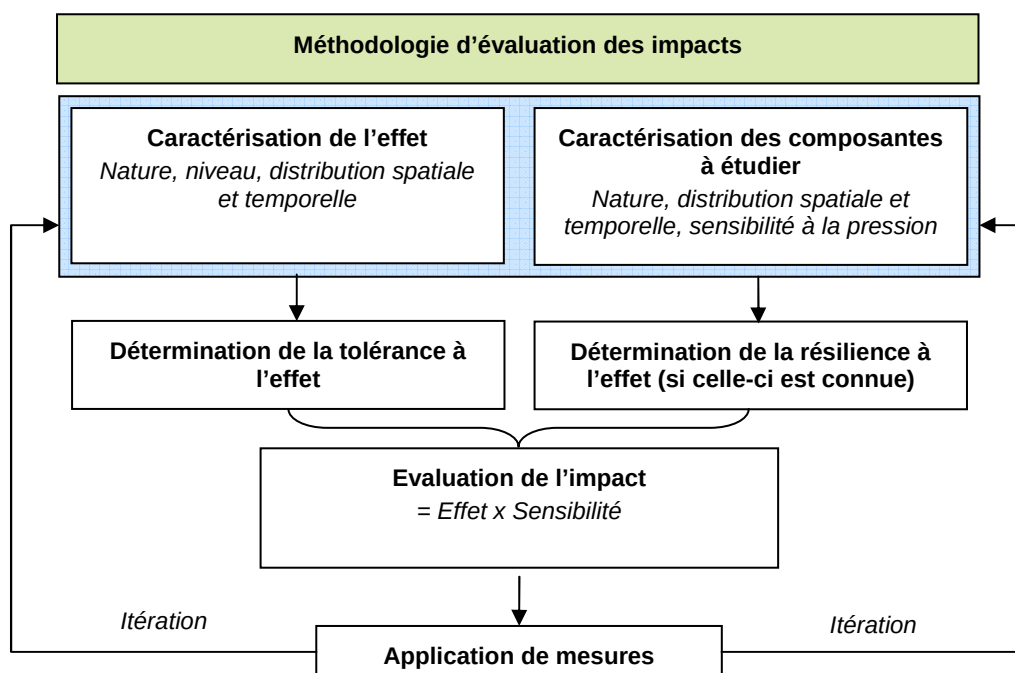 Méthodologie d’évaluation des impacts
Caractérisation de l’effet
Nature, niveau, distribution spatiale
et temporelle
Caractérisation des composantes
à étudier
Nature, distribution spatiale et
temporelle, sensibilité à la pression
Détermination de la tolérance à
l’effet
Détermination de la résilience à
l’effet (si celle-ci est connue)
Evaluation de l’impact
= Effet x Sensibilité
Itération
Itération
Application de mesures